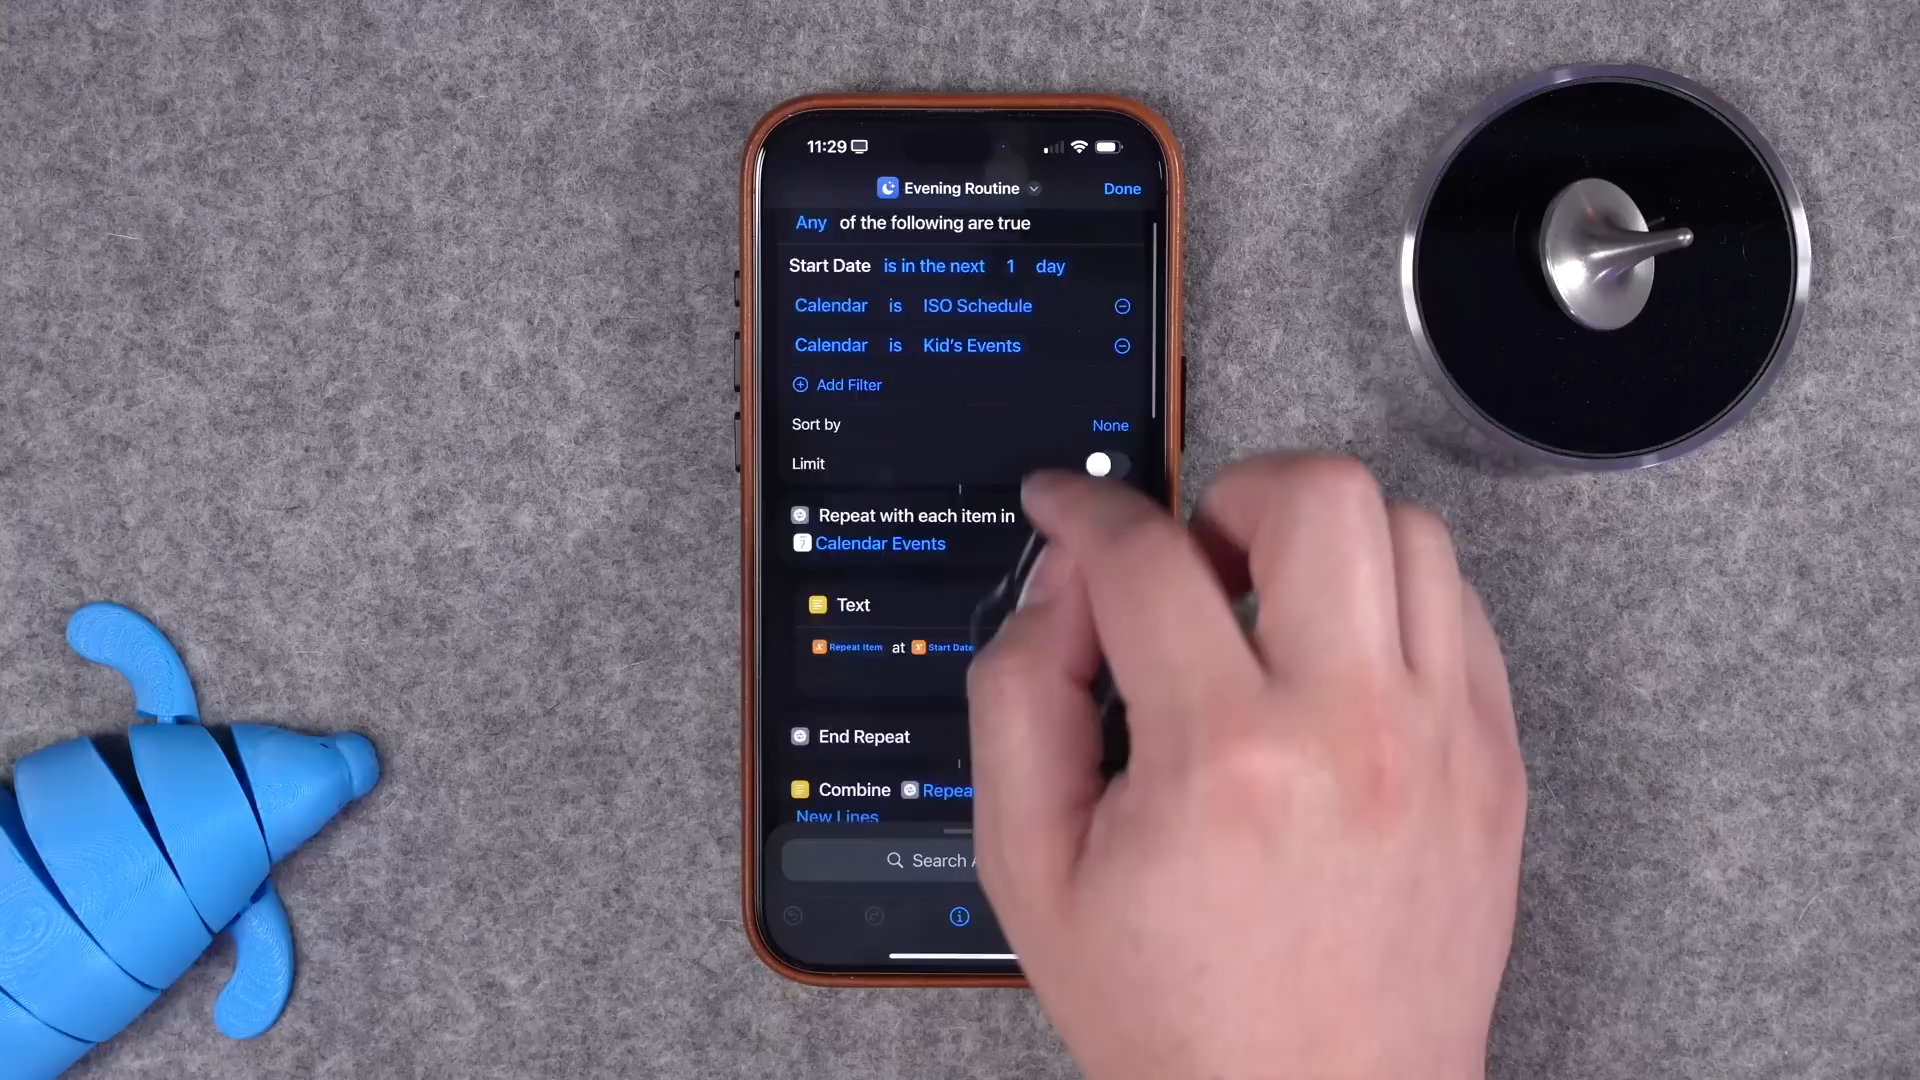 11:29
Evening Routine Done
Any of the following are true
Start Date is in the next 1 day
Calendar is ISO Schedule
Calendar is Kid's Events
Add Filter
Sort by None
Limit
Repeat with each item in
7 Calendar Events
Text
Repeat Item at Start Date
End Repeat
Combine
New Lines
Search